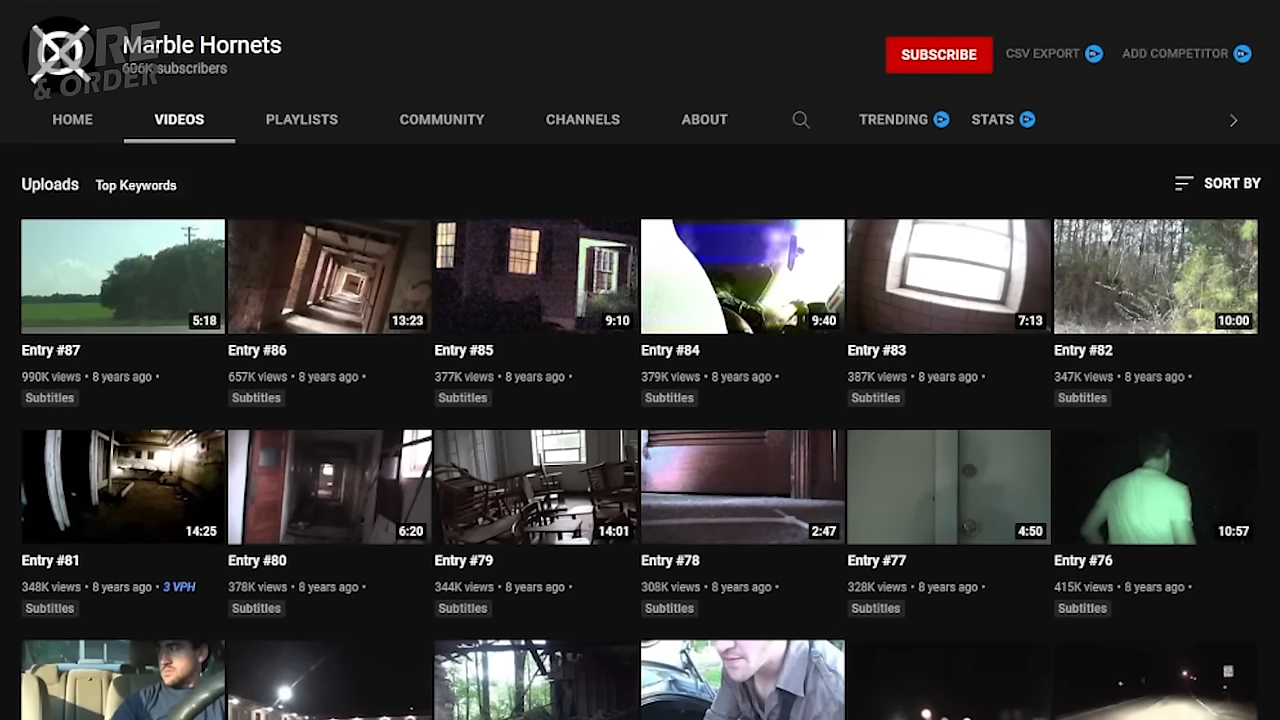 LORE
& ORDER
Marble Hornets
606K subscribers
SUBSCRIBE
CSV EXPORT
ADD COMPETITOR
HOME
VIDEOS
PLAYLISTS
COMMUNITY
CHANNELS
ABOUT
TRENDING
STATS
Uploads
Top Keywords
SORT BY
5:18
13:23
9:10
9:40
7:13
10:00
Entry #87
Entry #86
Entry #85
Entry #84
Entry #83
Entry #82
990K views • 8 years ago •
657K views • 8 years ago •
377K views • 8 years ago •
379K views • 8 years ago •
387K views • 8 years ago •
347K views • 8 years ago •
Subtitles
Subtitles
Subtitles
Subtitles
Subtitles
Subtitles
14:25
6:20
14:01
2:47
4:50
10:57
Entry #81
Entry #80
Entry #79
Entry #78
Entry #77
Entry #76
348K views • 8 years ago • 3 VPH
378K views • 8 years ago •
344K views • 8 years ago •
308K views • 8 years ago •
328K views • 8 years ago •
415K views • 8 years ago •
Subtitles
Subtitles
Subtitles
Subtitles
Subtitles
Subtitles